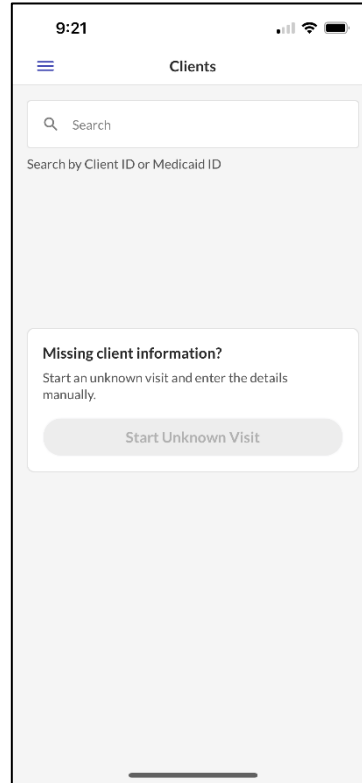 9:21
Clients
Search
Search by Client ID or Medicaid ID
Missing client information?
Start an unknown visit and enter the details
manually.
Start Unknown Visit